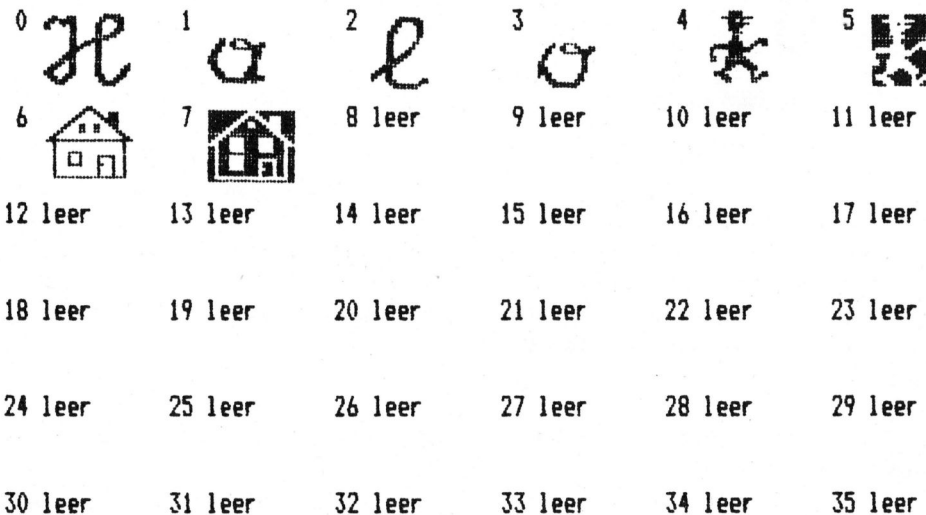 0 H 1 a 2 l 3 o 4 5
6 7 8 leer 9 leer 10 leer 11 leer
12 leer 13 leer 14 leer 15 leer 16 leer 17 leer
18 leer 19 leer 20 leer 21 leer 22 leer 23 leer
24 leer 25 leer 26 leer 27 leer 28 leer 29 leer
30 leer 31 leer 32 leer 33 leer 34 leer 35 leer